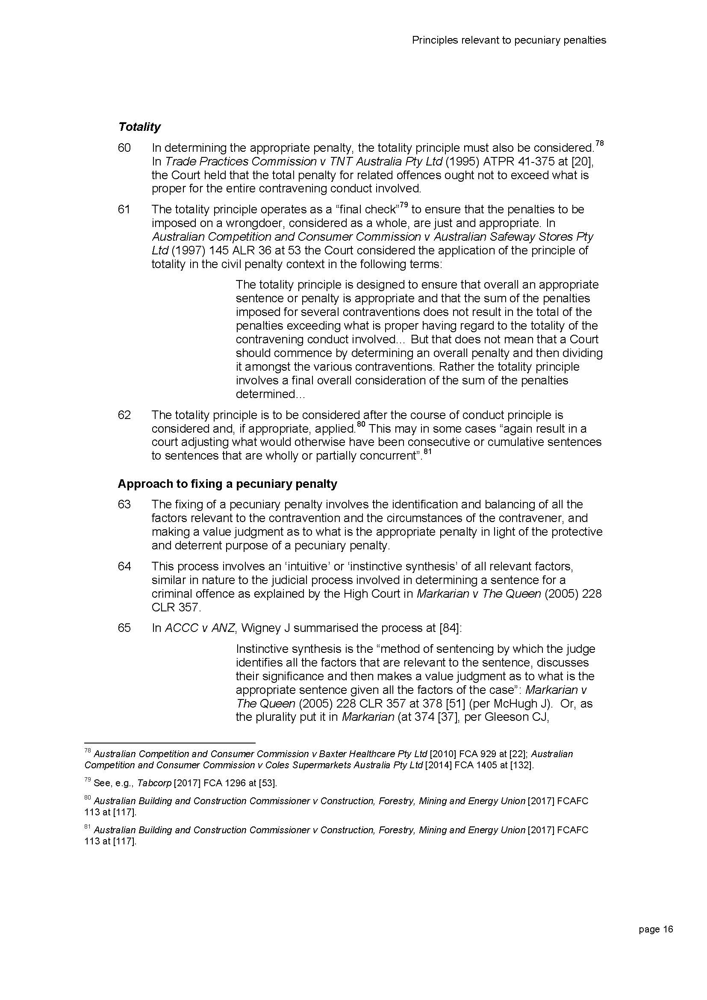 Principles relevant to pecuniary penalties
Totality
60 In determining the appropriate penalty, the totality principle must also be considered.78
In Trade Practices Commission v TNT Australia Pty Ltd (1995) ATPR 41-375 at [20],
the Court held that the total penalty for related offences ought not to exceed what is
proper for the entire contravening conduct involved.
61 The totality principle operates as a “final check”79 to ensure that the penalties to be
imposed on a wrongdoer, considered as a whole, are just and appropriate. In
Australian Competition and Consumer Commission v Australian Safeway Stores Pty
Ltd (1997) 145 ALR 36 at 53 the Court considered the application of the principle of
totality in the civil penalty context in the following terms:
The totality principle is designed to ensure that overall an appropriate
sentence or penalty is appropriate and that the sum of the penalties
imposed for several contraventions does not result in the total of the
penalties exceeding what is proper having regard to the totality of the
contravening conduct involved… But that does not mean that a Court
should commence by determining an overall penalty and then dividing
it amongst the various contraventions. Rather the totality principle
involves a final overall consideration of the sum of the penalties
determined…
62 The totality principle is to be considered after the course of conduct principle is
considered and, if appropriate, applied.80 This may in some cases “again result in a
court adjusting what would otherwise have been consecutive or cumulative sentences
to sentences that are wholly or partially concurrent”.81
Approach to fixing a pecuniary penalty
63 The fixing of a pecuniary penalty involves the identification and balancing of all the
factors relevant to the contravention and the circumstances of the contravener, and
making a value judgment as to what is the appropriate penalty in light of the protective
and deterrent purpose of a pecuniary penalty.
64 This process involves an ‘intuitive’ or ‘instinctive synthesis’ of all relevant factors,
similar in nature to the judicial process involved in determining a sentence for a
criminal offence as explained by the High Court in Markarian v The Queen (2005) 228
CLR 357.
65 In ACCC v ANZ, Wigney J summarised the process at [84]:
Instinctive synthesis is the “method of sentencing by which the judge
identifies all the factors that are relevant to the sentence, discusses
their significance and then makes a value judgment as to what is the
appropriate sentence given all the factors of the case”: Markarian v
The Queen (2005) 228 CLR 357 at 378 [51] (per McHugh J). Or, as
the plurality put it in Markarian (at 374 [37], per Gleeson CJ,
78 Australian Competition and Consumer Commission v Baxter Healthcare Pty Ltd [2010] FCA 929 at [22]; Australian
Competition and Consumer Commission v Coles Supermarkets Australia Pty Ltd [2014] FCA 1405 at [132].
79 See, e.g., Tabcorp [2017] FCA 1296 at [53].
80 Australian Building and Construction Commissioner v Construction, Forestry, Mining and Energy Union [2017] FCAFC
113 at [117].
81 Australian Building and Construction Commissioner v Construction, Forestry, Mining and Energy Union [2017] FCAFC
113 at [117].
page 16